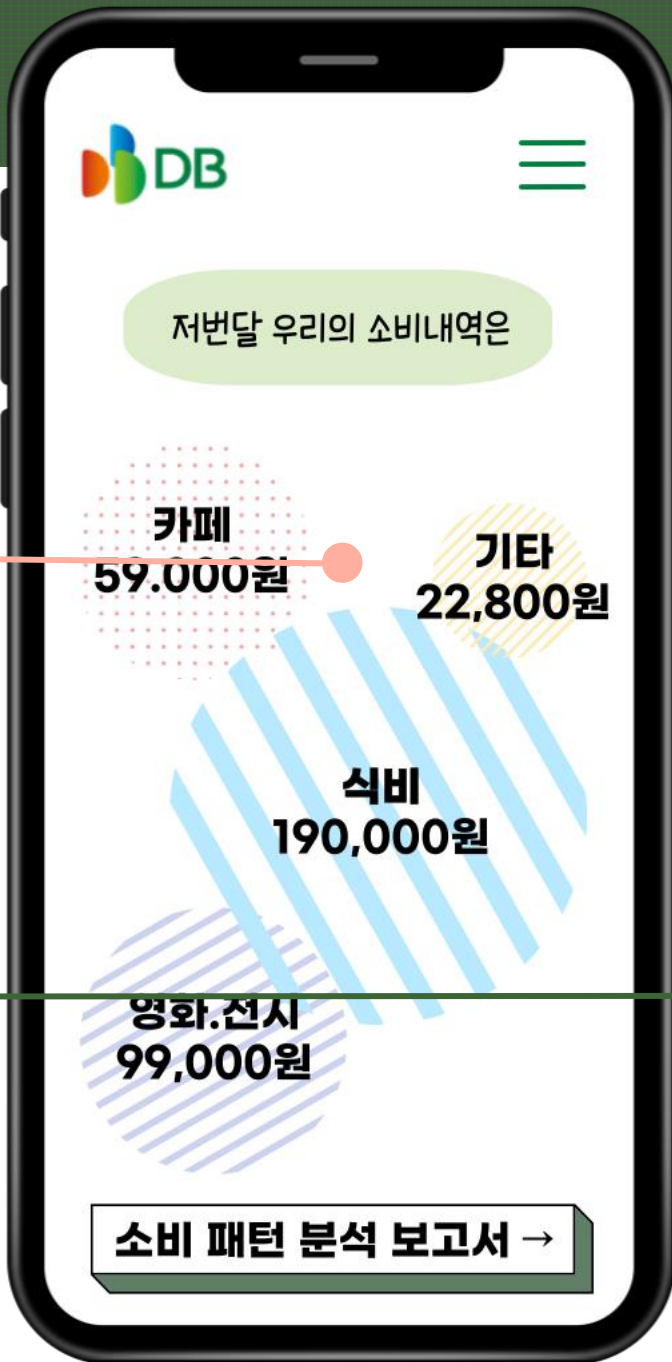 DB
저번달 우리의 소비내역은
카페
59.000원
기타
22,800원
식비
190,000원
영화.전시
99,000원
소비 패턴 분석 보고서 →